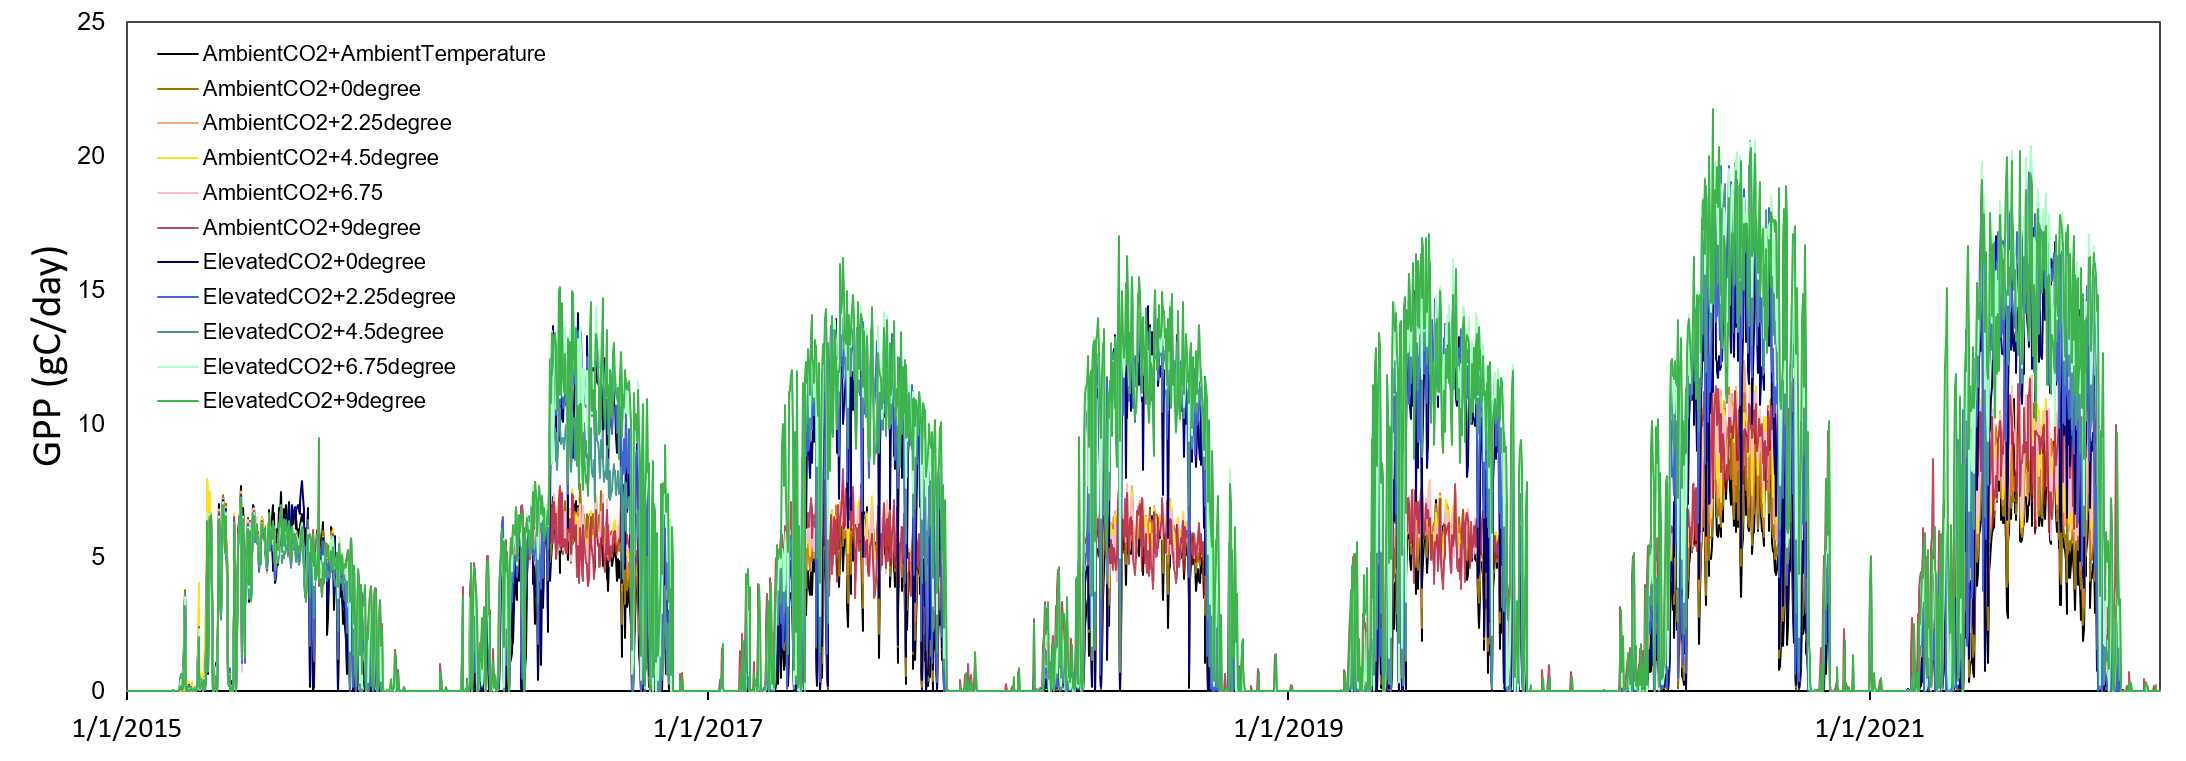 25
20
15
10
5
0
GPP (gC/day)
AmbientCO2+AmbientTemperature
AmbientCO2+0degree
AmbientCO2+2.25degree
AmbientCO2+4.5degree
AmbientCO2+6.75
AmbientCO2+9degree
ElevatedCO2+0degree
ElevatedCO2+2.25degree
ElevatedCO2+4.5degree
ElevatedCO2+6.75degree
ElevatedCO2+9degree
1/1/2015
1/1/2017
1/1/2019
1/1/2021